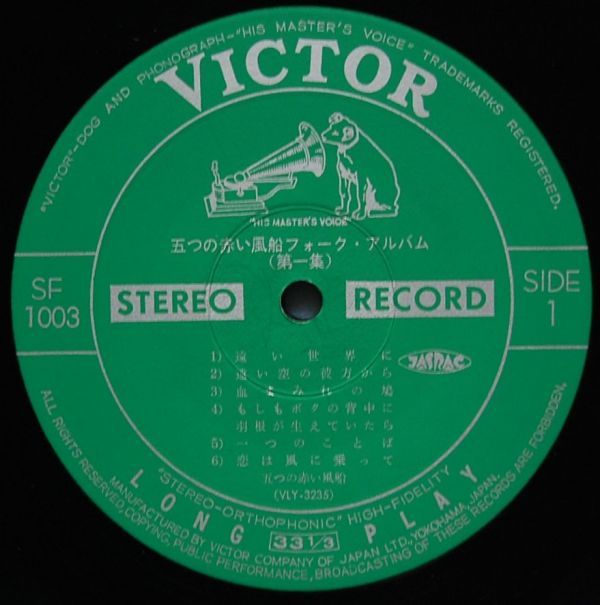 "VICTOR"-DOG AND PHONOGRAPH-"HIS MASTER'S VOICE" TRADEMARKS REGISTERED.
VICTOR
"HIS MASTER'S VOICE"
五つの赤い風船フォーク・アルバム
(第一集)
SF
1003
STEREO
RECORD
SIDE
1
1) 遠い世界に
2) 遠い空の彼方から
3) 血まみれの鳩
4) もしもボクの背中に
羽根が生えていたら
5) 一つのことば
6) 恋は風に乗って
五つの赤い風船
(VLY-3235)
JASRAC
"STEREO-ORTHOPHONIC" HIGH-FIDELITY
LONG 33 1/3 PLAY
MANUFACTURED BY VICTOR COMPANY OF JAPAN LTD., YOKOHAMA, JAPAN.
ALL RIGHTS RESERVED, COPYING, PUBLIC PERFORMANCE, BROADCASTING OF THESE RECORDS ARE FORBIDDEN.